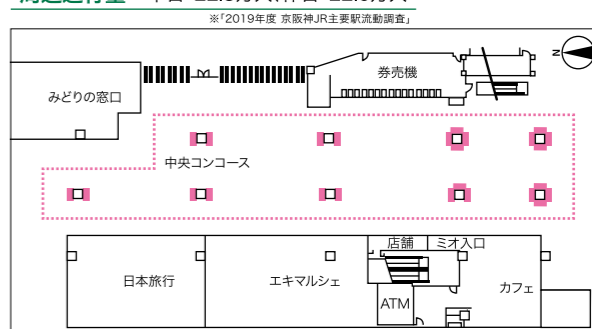 ※「2019年度 京阪神JR主要駅流動調査」
券売機
N
みどりの窓口
中央コンコース
店舗
ミオ入口
日本旅行
エキマルシェ
カフェ
ATM